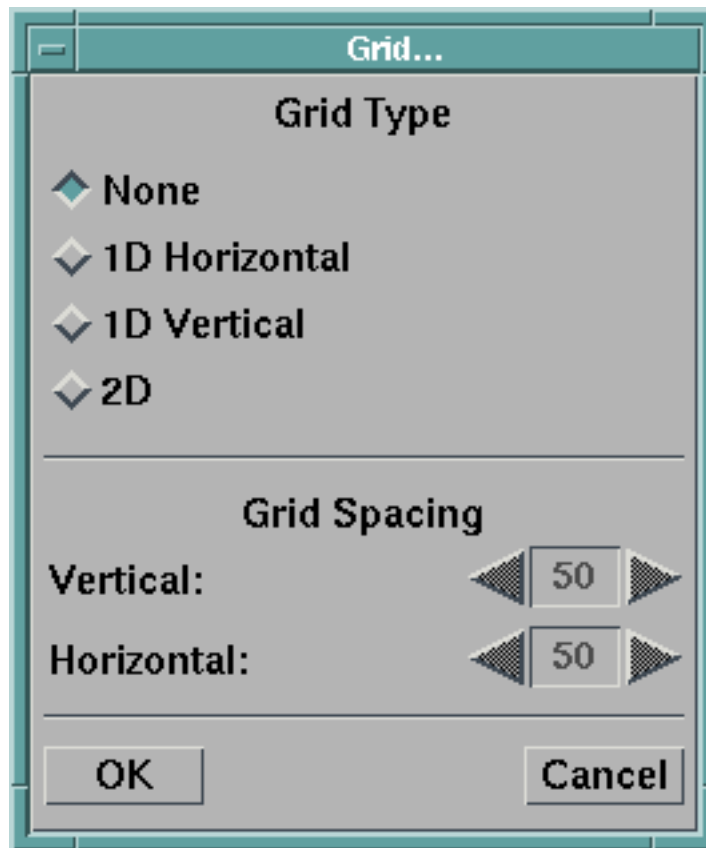 Grid...
Grid Type
None
1D Horizontal
1D Vertical
2D
Grid Spacing
Vertical: 50
Horizontal: 50
OK Cancel